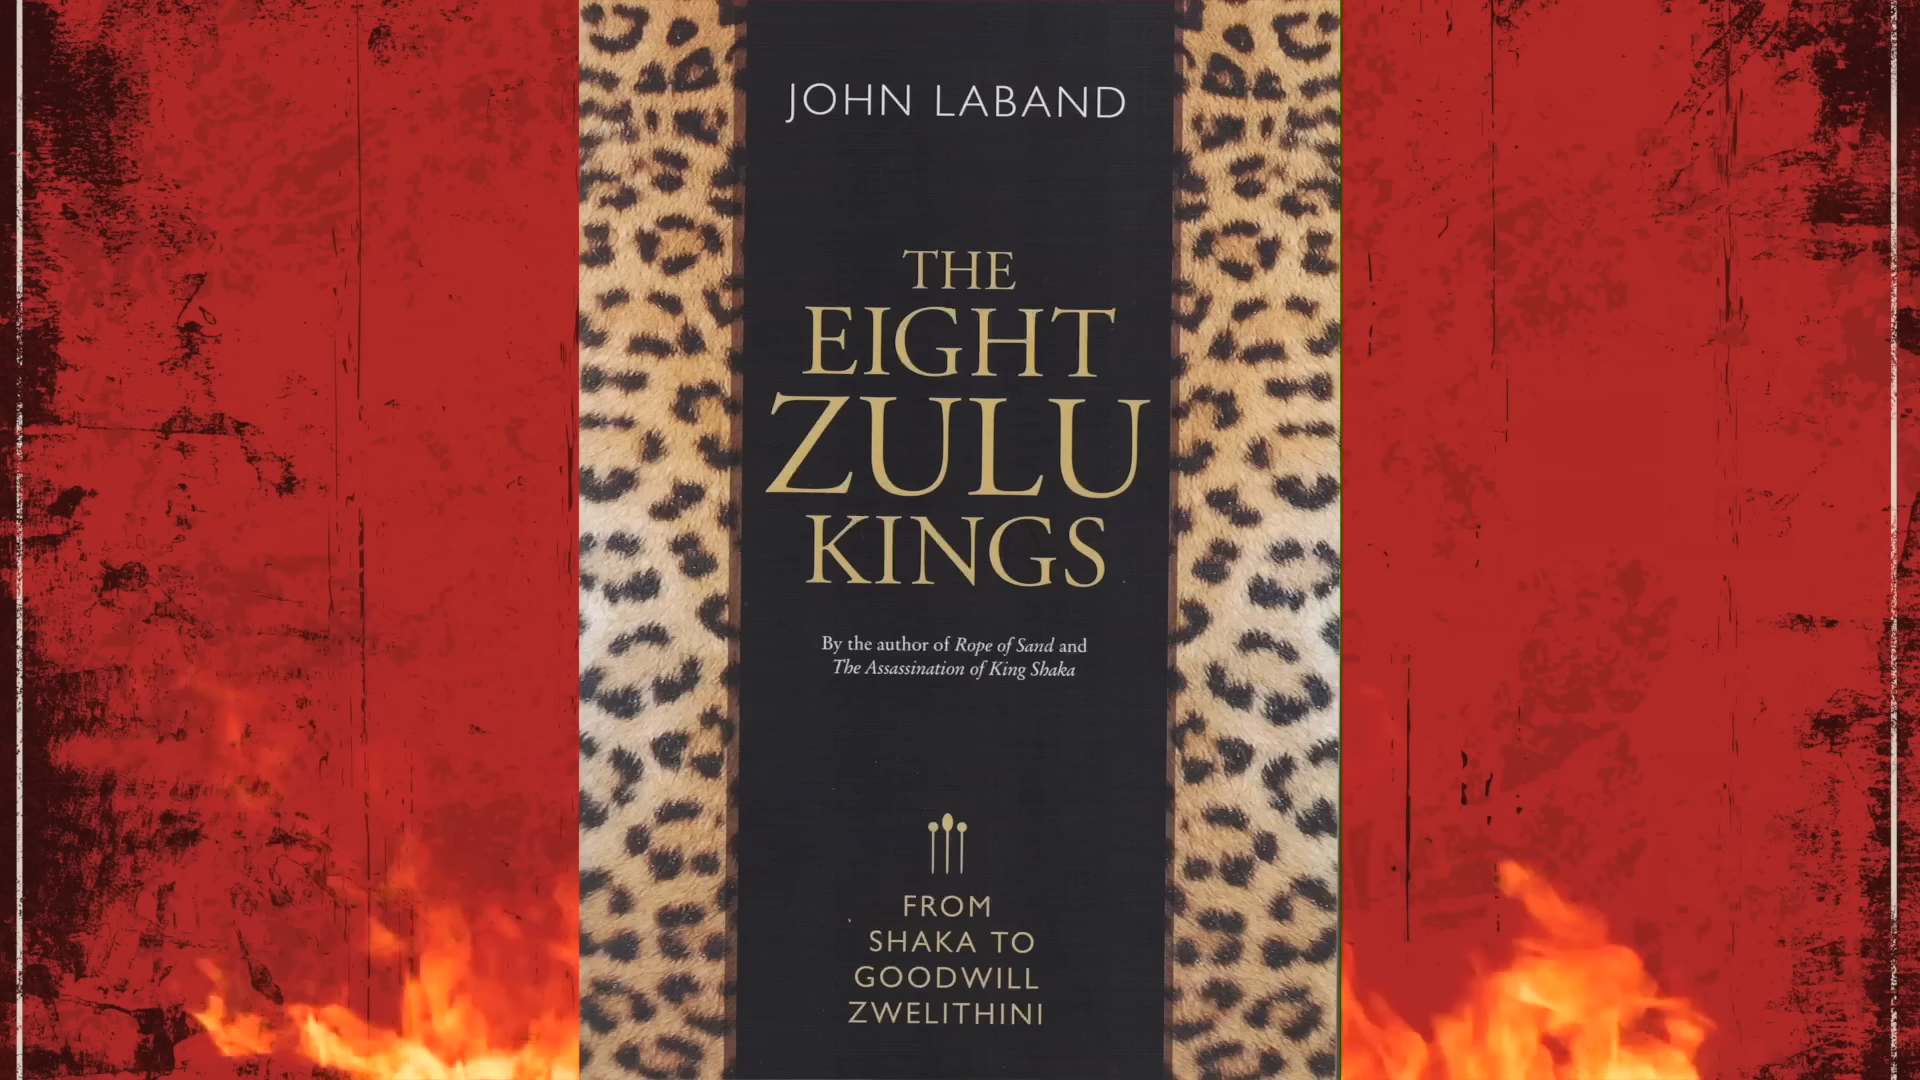 JOHN LABAND
THE
EIGHT
ZULU
KINGS
By the author of Rope of Sand and
The Assassination of King Shaka
FROM
SHAKA TO
GOODWILL
ZWELITHINI